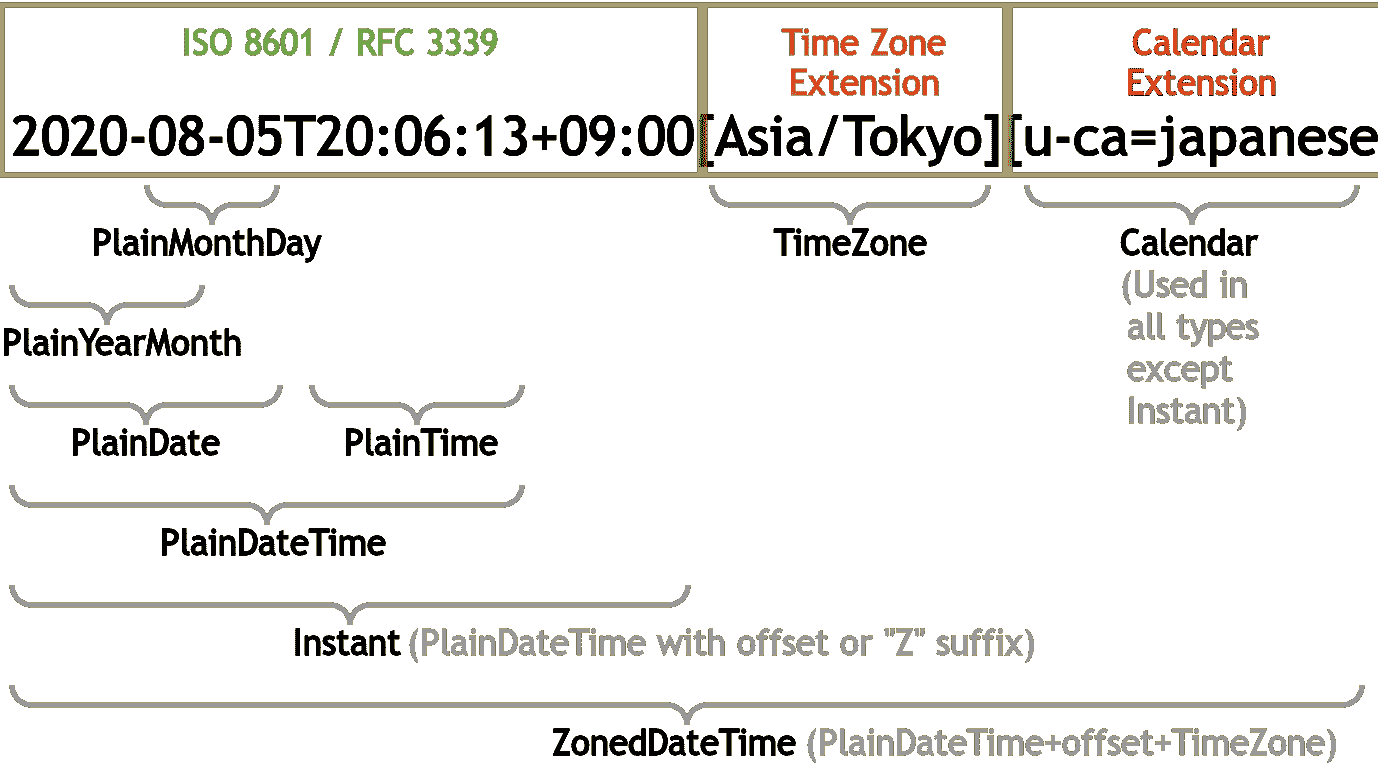 ISO 8601 / RFC 3339
Time Zone
Extension
Calendar
Extension
2020-08-05T20:06:13+09:00[Asia/Tokyo][u-ca=japanese
PlainMonthDay
TimeZone
Calendar
(Used in
all types
except
Instant)
PlainYearMonth
PlainDate
PlainTime
PlainDateTime
Instant (PlainDateTime with offset or "Z" suffix)
ZonedDateTime (PlainDateTime+offset+TimeZone)